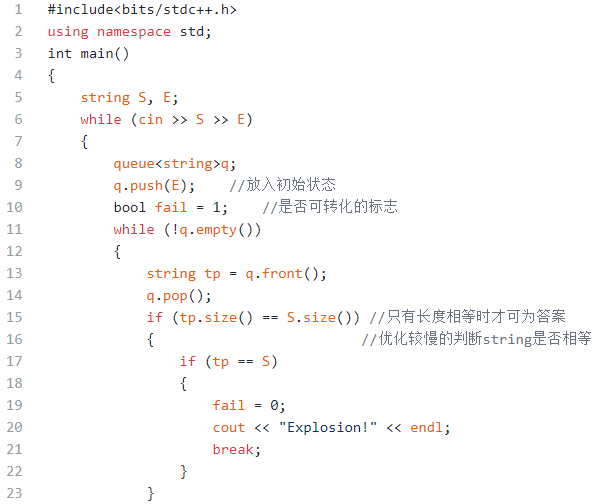 1 #include<bits/stdc++.h>
2 using namespace std;
3 int main()
4 {
5     string S, E;
6     while (cin >> S >> E)
7     {
8         queue<string>q;
9         q.push(E);    //放入初始状态
10         bool fail = 1;    //是否可转化的标志
11         while (!q.empty())
12         {
13             string tp = q.front();
14             q.pop();
15             if (tp.size() == S.size()) //只有长度相等时才可为答案
16             {                         //优化较慢的判断string是否相等
17                 if (tp == S)
18                 {
19                     fail = 0;
20                     cout << "Explosion!" << endl;
21                     break;
22                 }
23             }